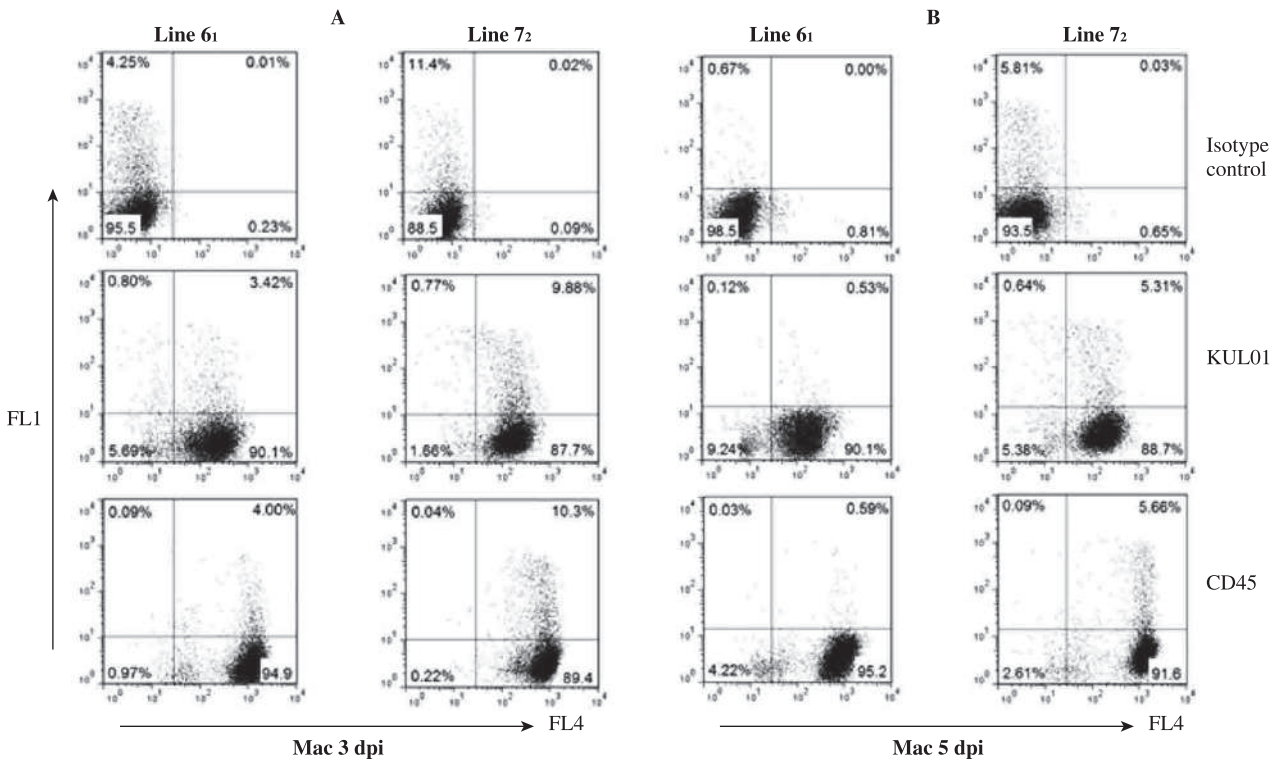 A
B
Line 6₁
Line 7₂
Line 6₁
Line 7₂
4.25% 0.01%
95.5 0.23%
11.4% 0.02%
88.5 0.09%
0.67% 0.00%
98.5 0.81%
5.81% 0.03%
93.5 0.65%
Isotype
control
0.80% 3.42%
5.69% 90.1%
0.77% 9.88%
1.66% 87.7%
0.12% 0.53%
9.24% 90.1%
0.64% 5.31%
5.38% 88.7%
KUL01
FL1
0.09% 4.00%
0.97% 94.9
0.04% 10.3%
0.22% 89.4
0.03% 0.59%
4.22% 95.2
0.09% 5.66%
2.61% 91.6
CD45
FL4
FL4
Mac 3 dpi
Mac 5 dpi